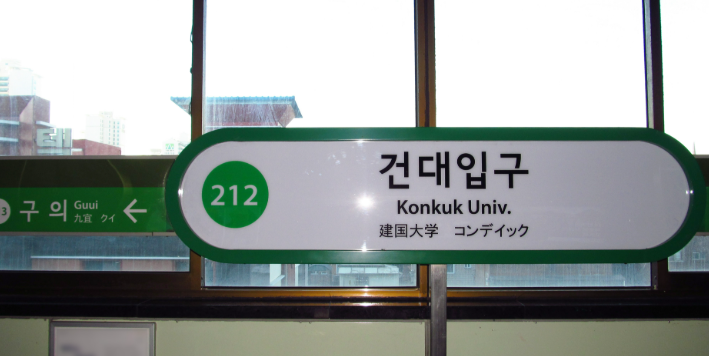 구의
Guui
九宜 クイ
←
212
건대입구
Konkuk Univ.
建国大学 コンデイック